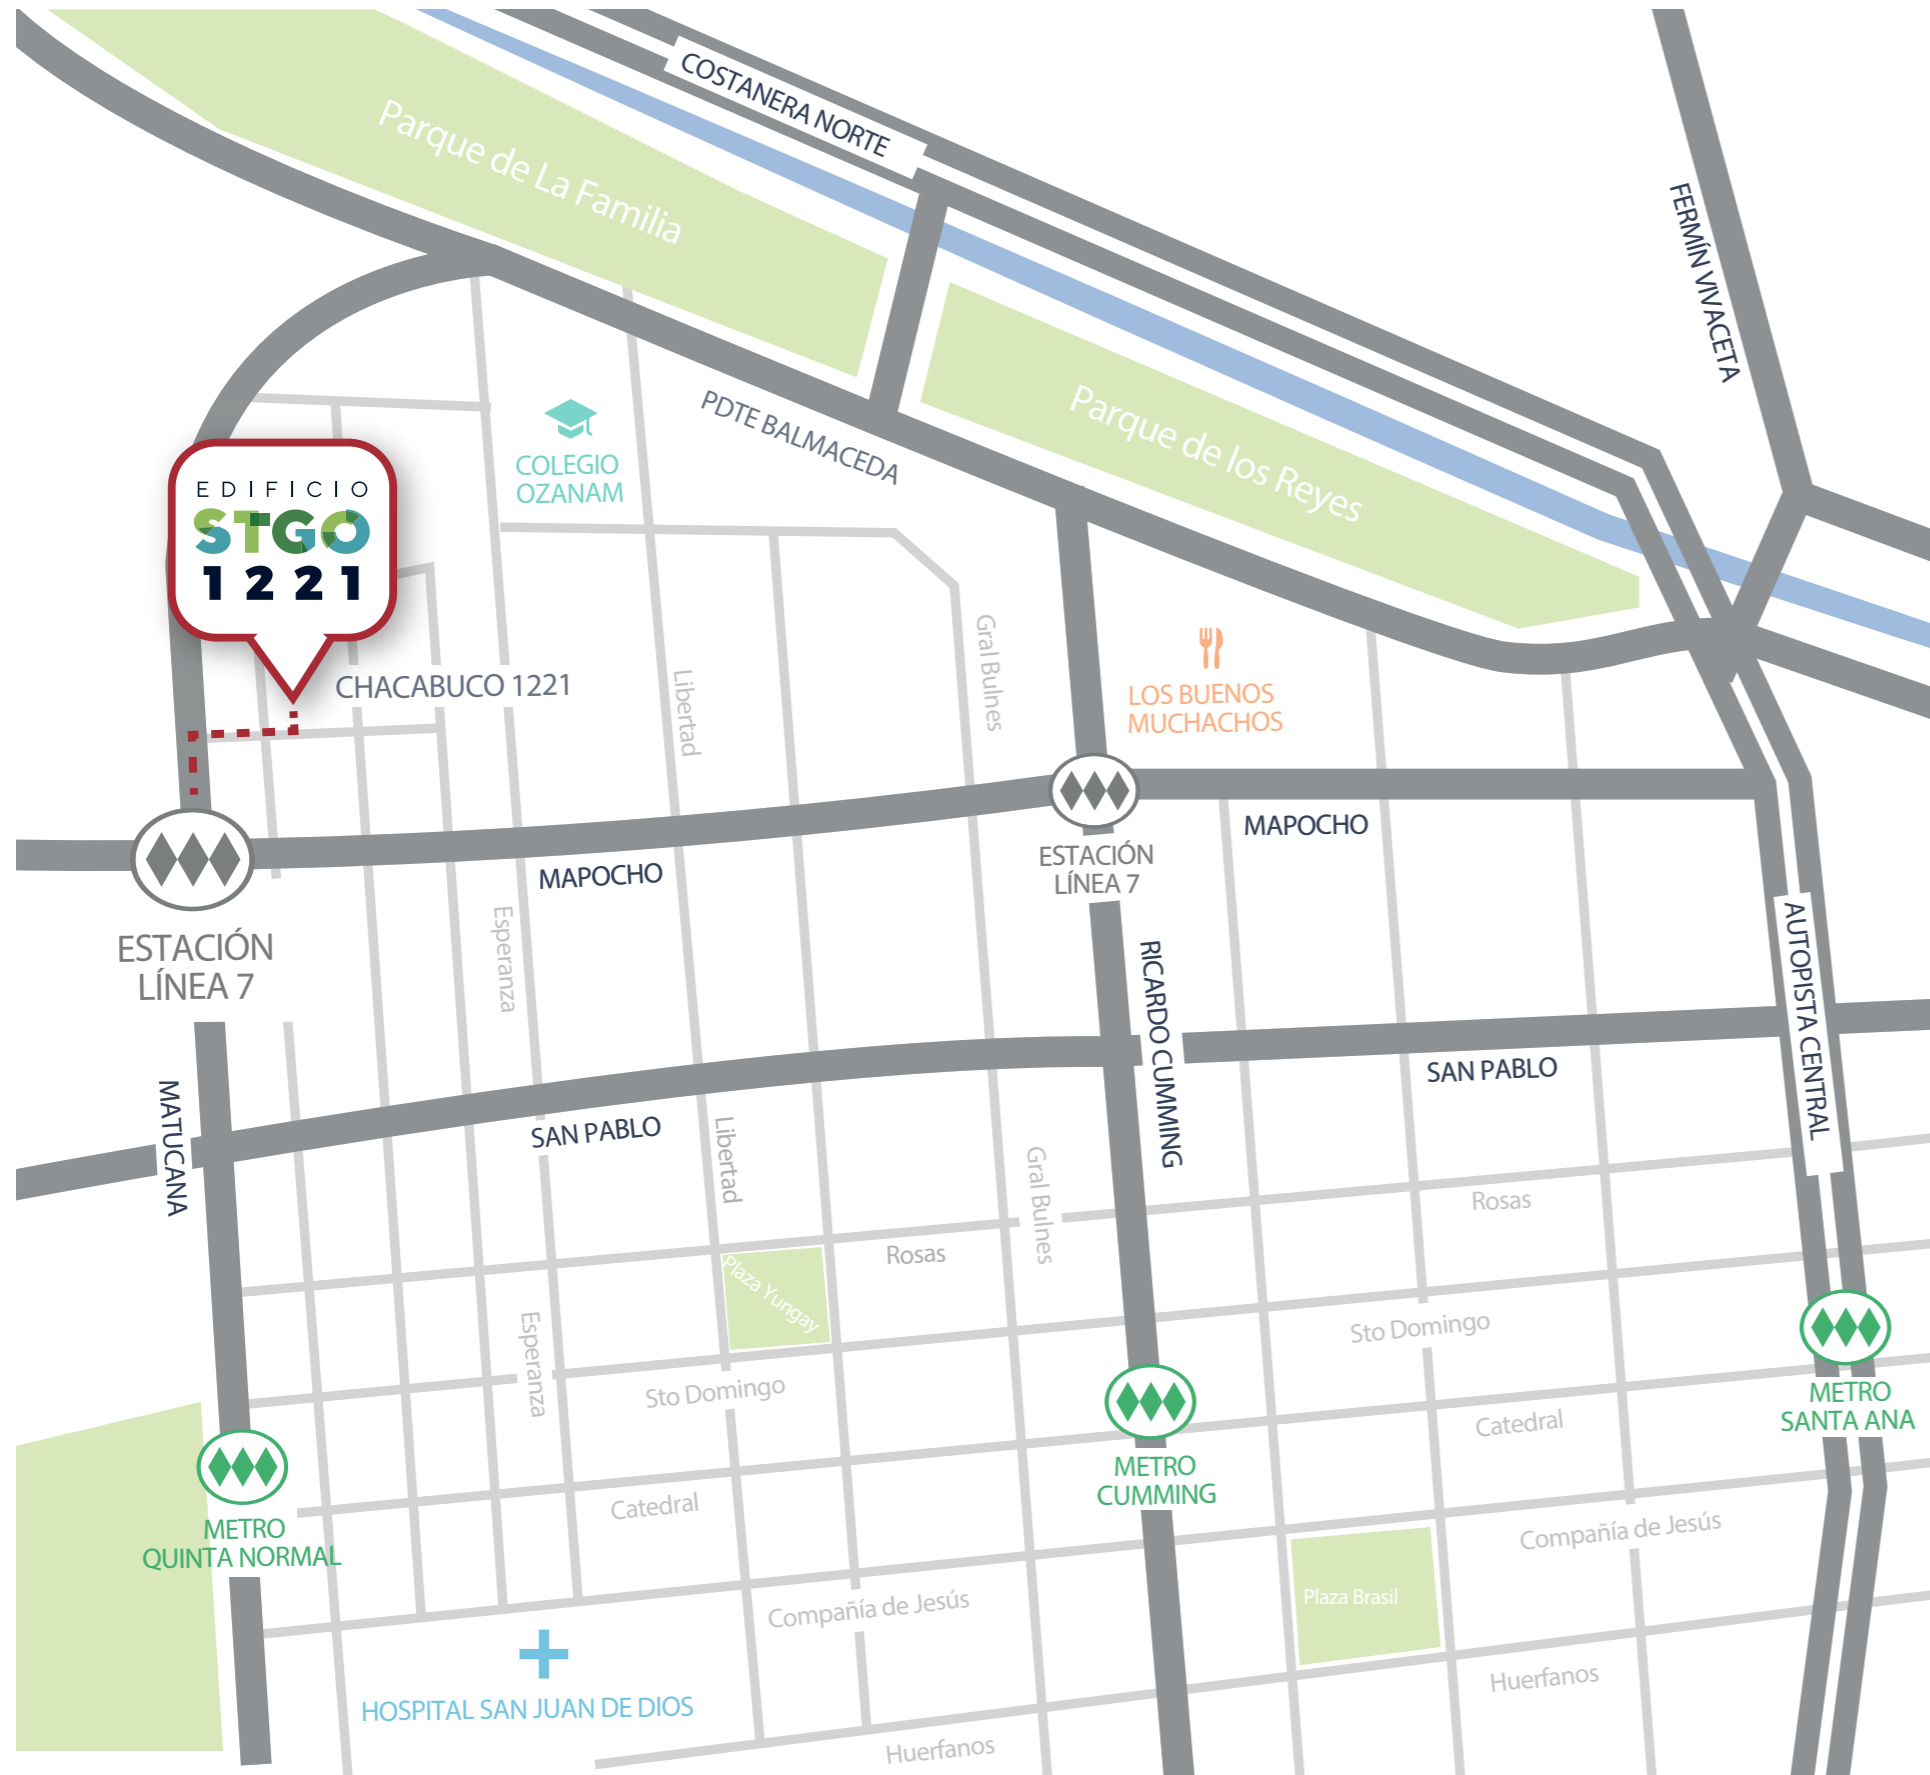 COSTANERA NORTE
Parque de La Familia
FERMÍN VIVACETA
PDTE BALMACEDA
Parque de los Reyes
COLEGIO
OZANAM
EDIFICIO
STGO
1221
CHACABUCO 1221
Libertad
Gral Bulnes
LOS BUENOS
MUCHACHOS
MAPOCHO
MAPOCHO
ESTACIÓN
LÍNEA 7
ESTACIÓN
LÍNEA 7
Esperanza
RICARDO CUMMING
AUTOPISTA CENTRAL
MATUCANA
SAN PABLO
SAN PABLO
Libertad
Gral Bulnes
Rosas
Rosas
Plaza Yungay
Esperanza
Sto Domingo
Sto Domingo
METRO
SANTA ANA
Catedral
Catedral
METRO
CUMMING
METRO
QUINTA NORMAL
Compañía de Jesús
Compañía de Jesús
Plaza Brasil
HOSPITAL SAN JUAN DE DIOS
Huerfanos
Huerfanos